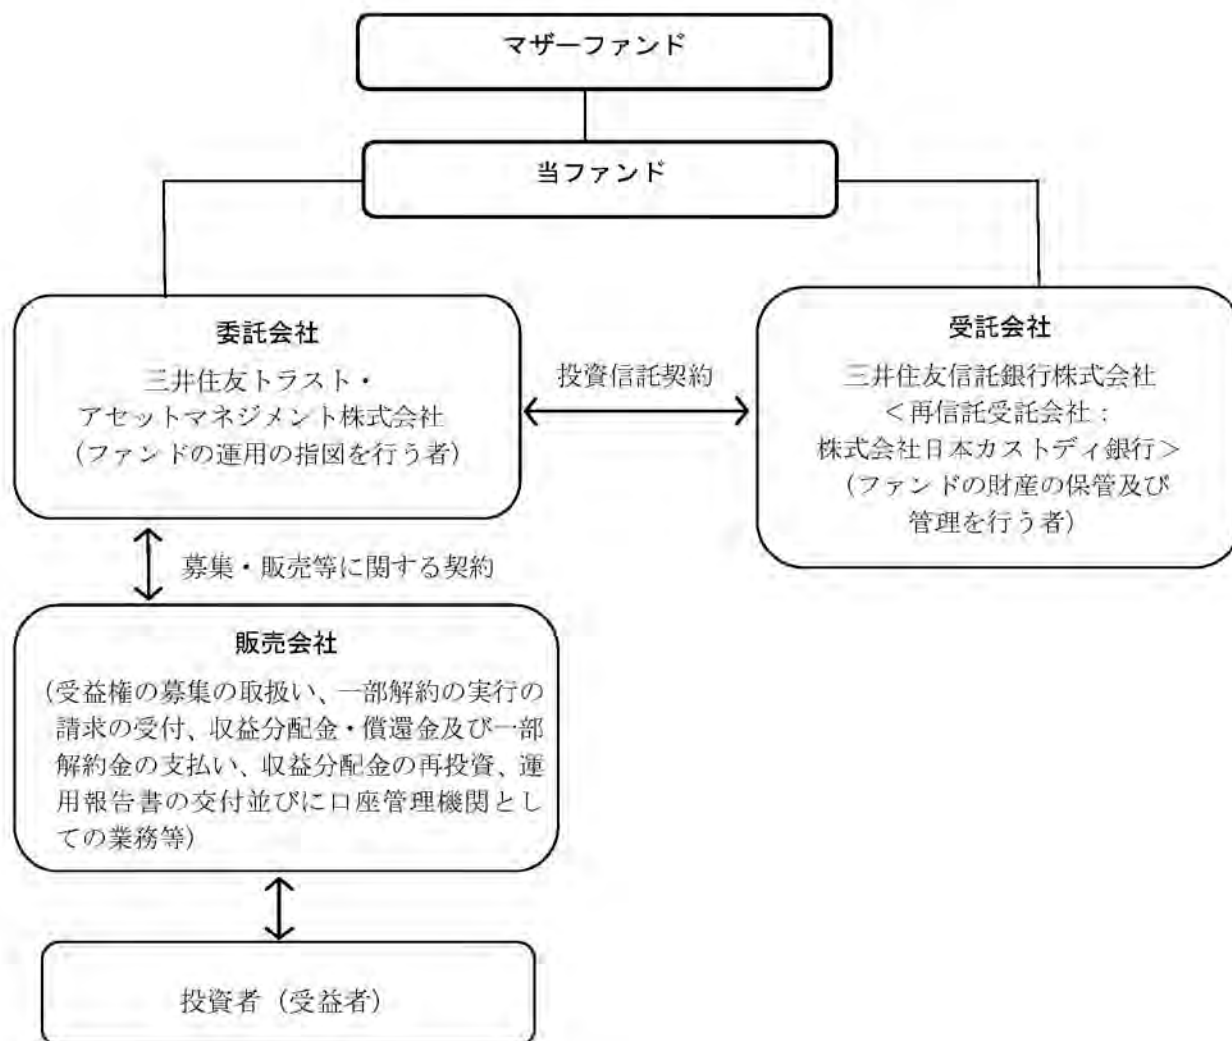 マザーファンド
当ファンド
委託会社
三井住友トラスト・
アセットマネジメント株式会社
（ファンドの運用の指図を行う者）
投資信託契約
受託会社
三井住友信託銀行株式会社
＜再信託受託会社：
株式会社日本カストディ銀行＞
（ファンドの財産の保管及び
管理を行う者）
募集・販売等に関する契約
販売会社
（受益権の募集の取扱い、一部解約の実行の
請求の受付、収益分配金・償還金及び一部
解約金の支払い、収益分配金の再投資、運
用報告書の交付並びに口座管理機関とし
ての業務等）
投資者（受益者）